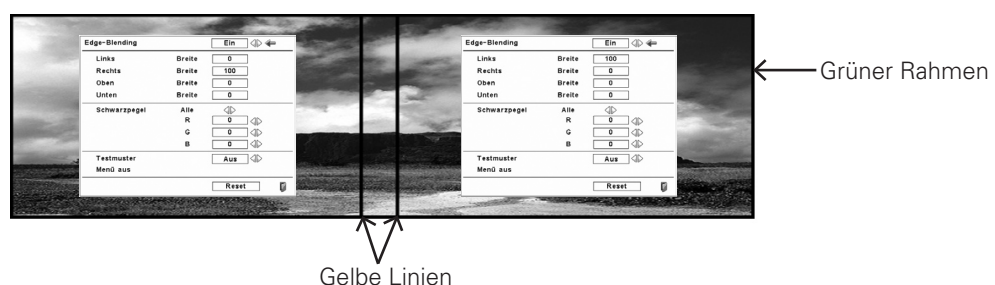 Edge-Blending Ein
Links Breite 0
Rechts Breite 100
Oben Breite 0
Unten Breite 0
Schwarzpegel Alle
R 0
G 0
B 0
Testmuster Aus
Menü aus
Reset
Edge-Blending Ein
Links Breite 100
Rechts Breite 0
Oben Breite 0
Unten Breite 0
Schwarzpegel Alle
R 0
G 0
B 0
Testmuster Aus
Menü aus
Reset
Grüner Rahmen
Gelbe Linien